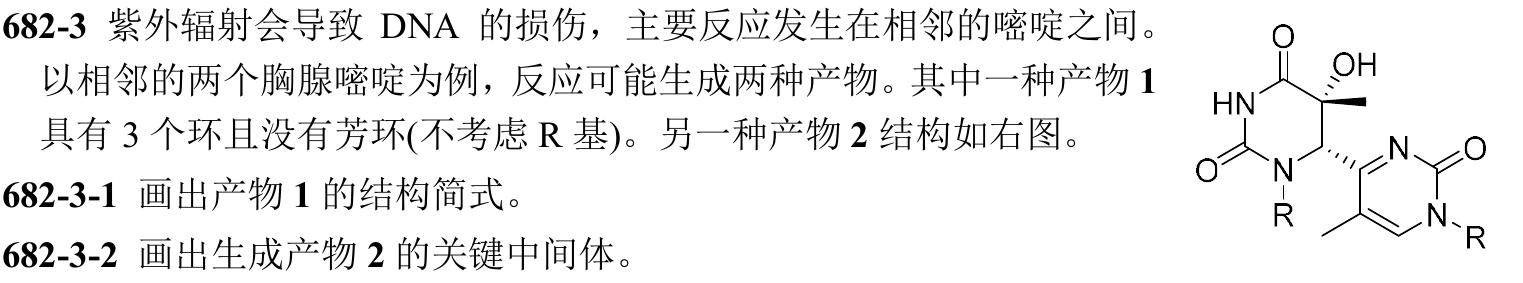 682-3 紫外辐射会导致 DNA 的损伤，主要反应发生在相邻的嘧啶之间。
以相邻的两个胸腺嘧啶为例，反应可能生成两种产物。其中一种产物 1
具有 3 个环且没有芳环(不考虑 R 基)。另一种产物 2 结构如右图。
682-3-1 画出产物 1 的结构简式。
682-3-2 画出生成产物 2 的关键中间体。
O
OH
HN
O
N
R
N
O
N
R